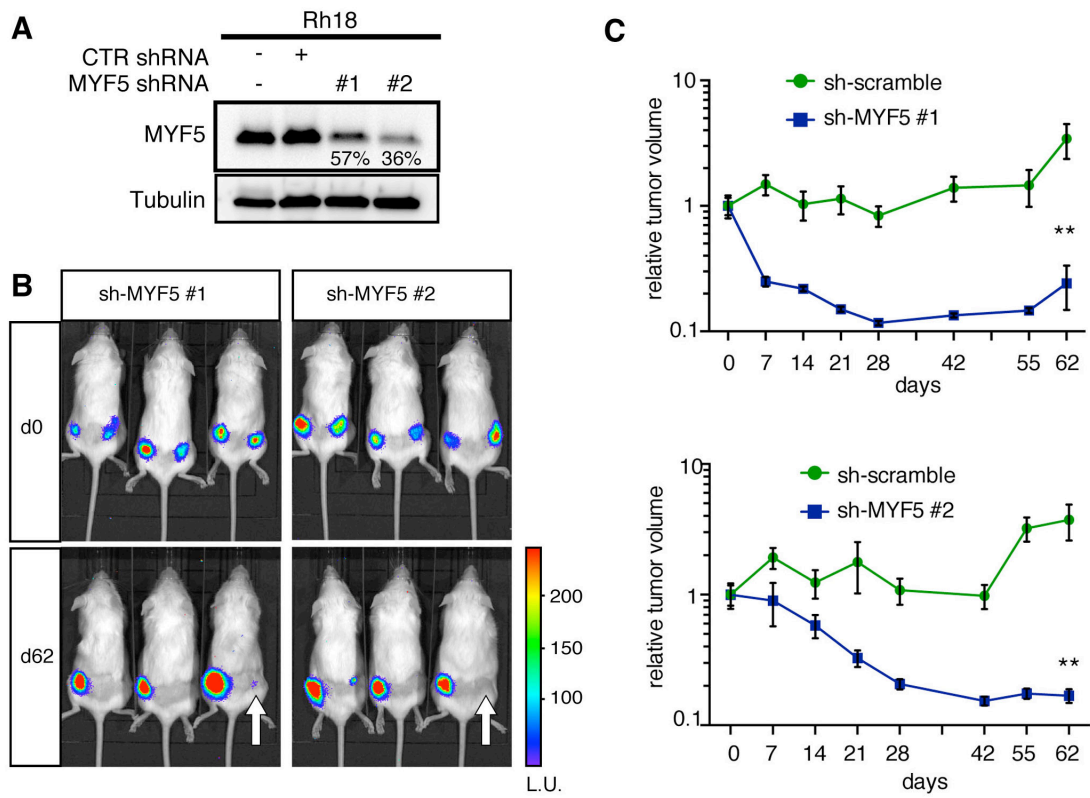 A
Rh18
CTR shRNA - +
MYF5 shRNA - #1 #2
MYF5
57% 36%
Tubulin
B
sh-MYF5 #1 sh-MYF5 #2
d0
d62
200
150
100
L.U.
C
sh-scramble
sh-MYF5 #1
relative tumor volume
10
1
0.1
**
0 7 14 21 28 42 55 62
days
sh-scramble
sh-MYF5 #2
relative tumor volume
10
1
0.1
**
0 7 14 21 28 42 55 62
days